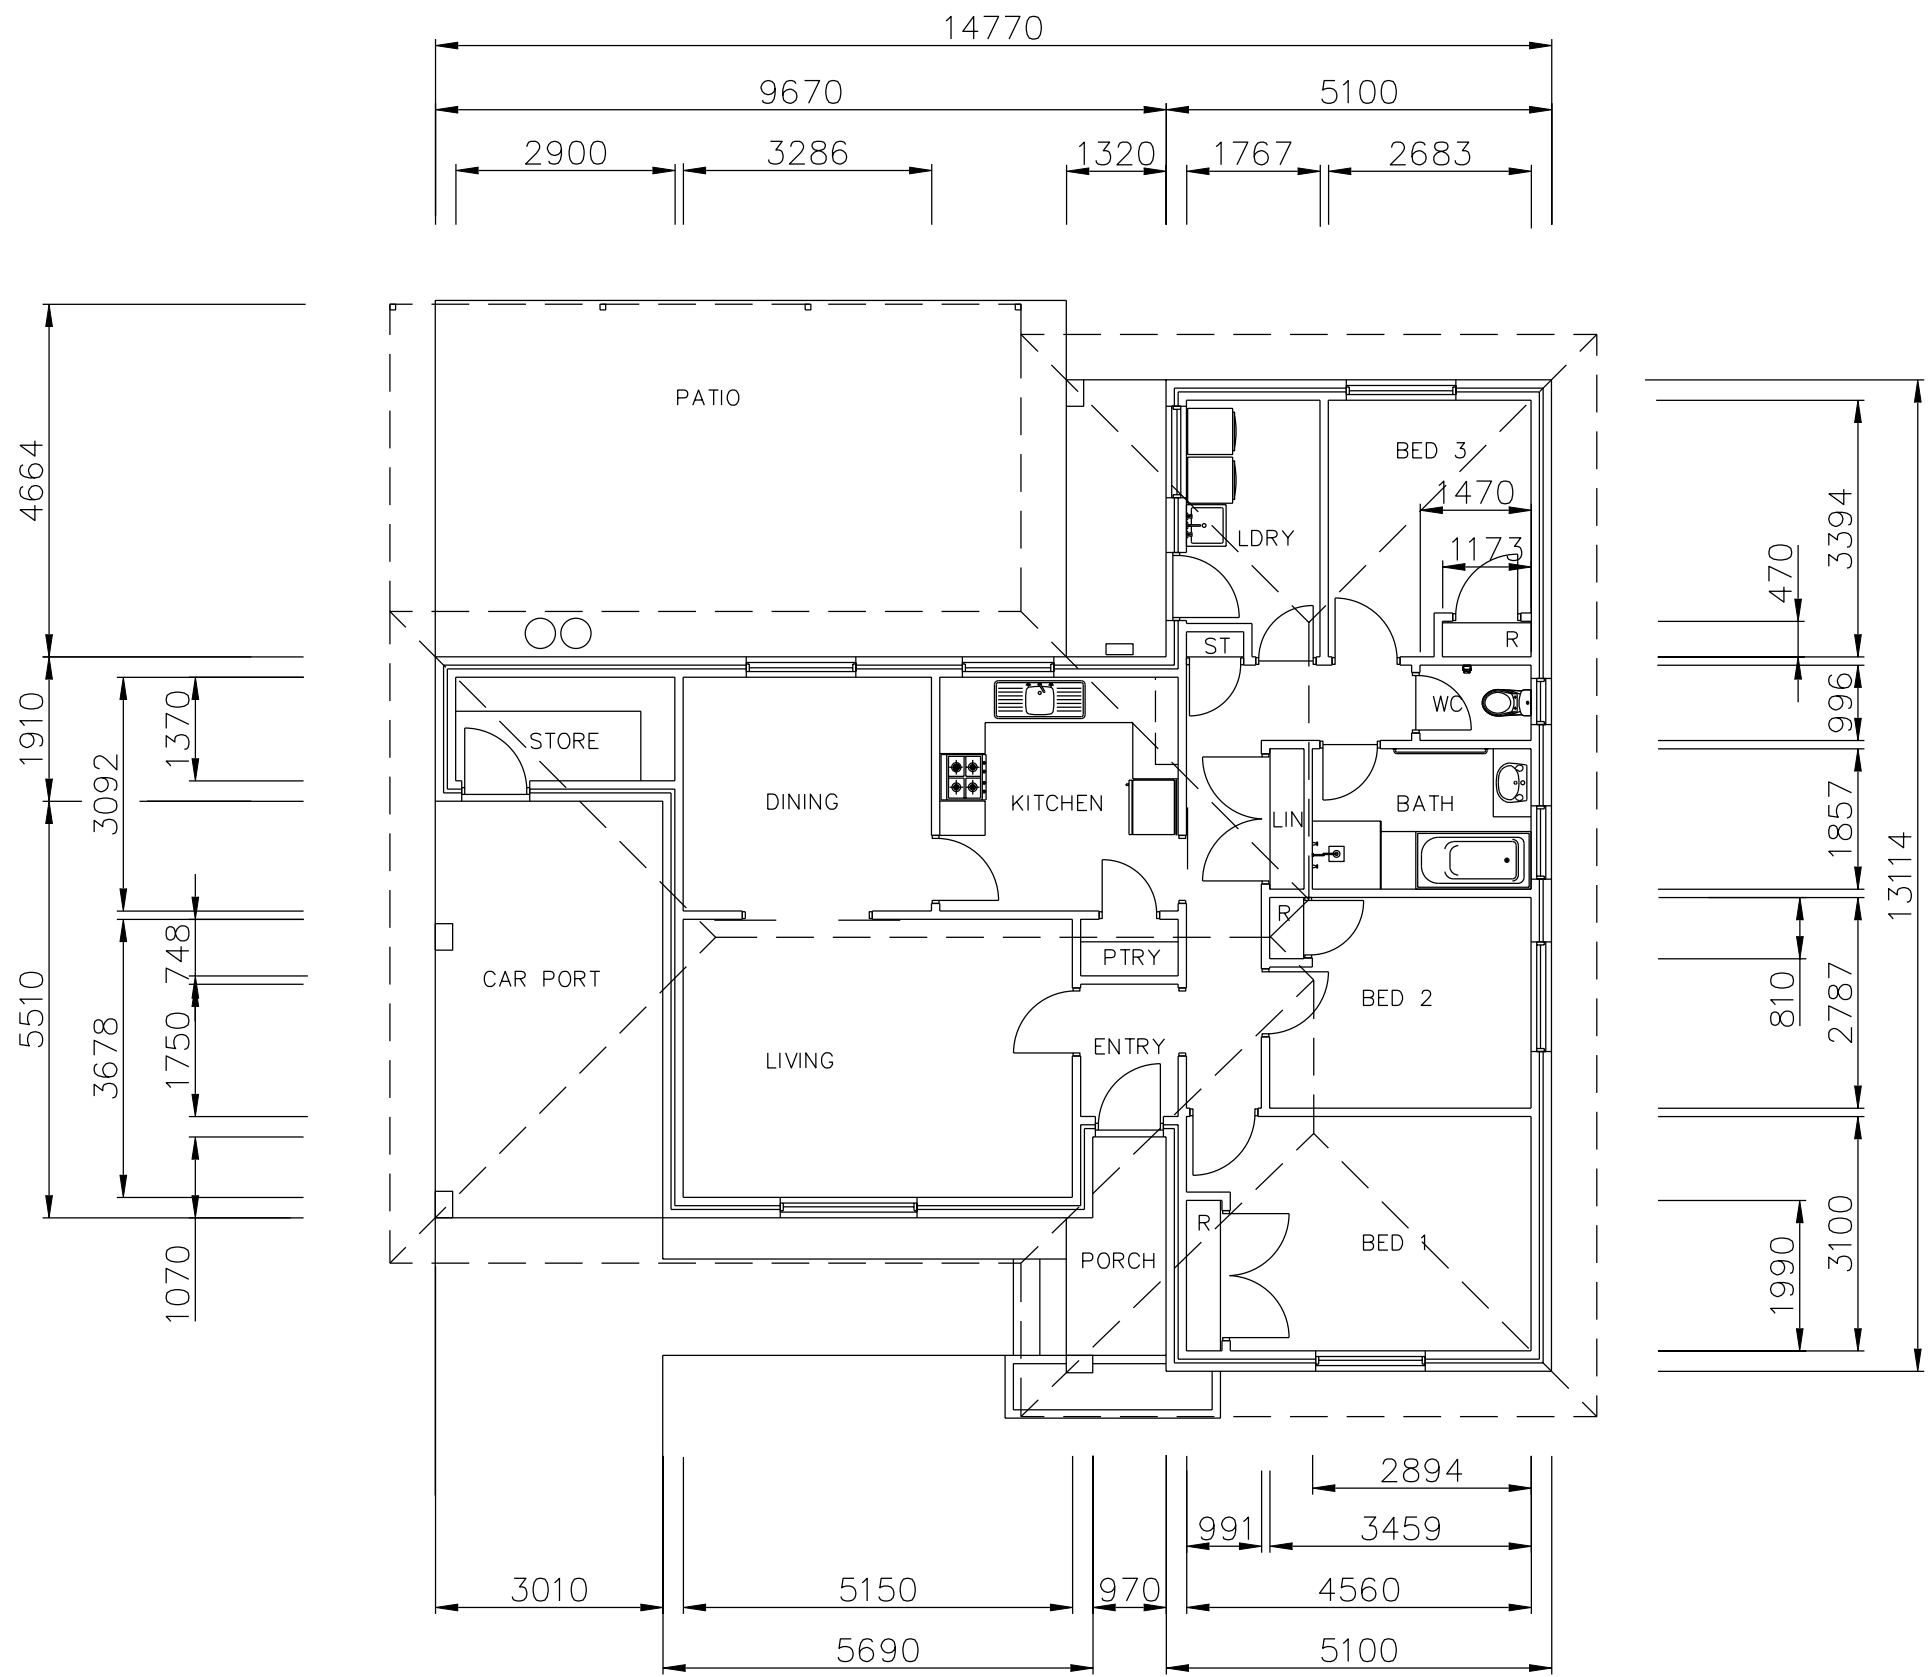 14770
9670
5100
2900
3286
1320
1767
2683
PATIO
BED 3
1470
LDRY
1173
ST
R
WC
STORE
DINING
KITCHEN
BATH
LIN
R
PTRY
CAR PORT
BED 2
ENTRY
LIVING
R
BED 1
PORCH
4664
1910
5510
3092
3678
1370
748
1750
1070
470
3394
996
1857
13114
810
2787
3100
1990
2894
991
3459
3010
5150
970
4560
5690
5100